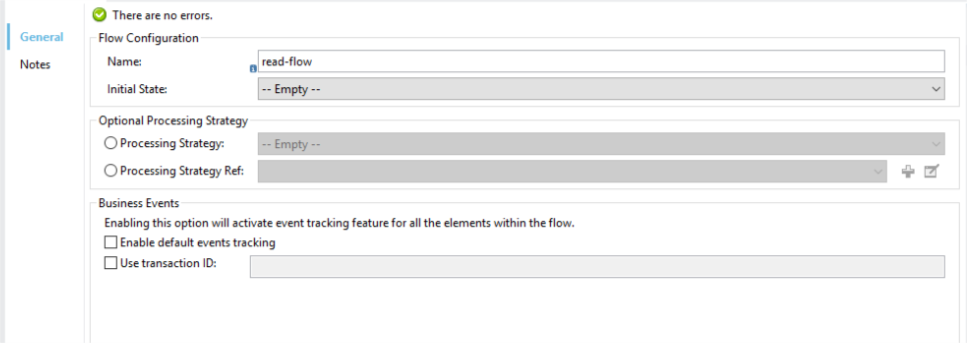 There are no errors.
General
Notes
Flow Configuration
Name: read-flow
Initial State: -- Empty --
Optional Processing Strategy
Processing Strategy: -- Empty --
Processing Strategy Ref:
Business Events
Enabling this option will activate event tracking feature for all the elements within the flow.
Enable default events tracking
Use transaction ID: